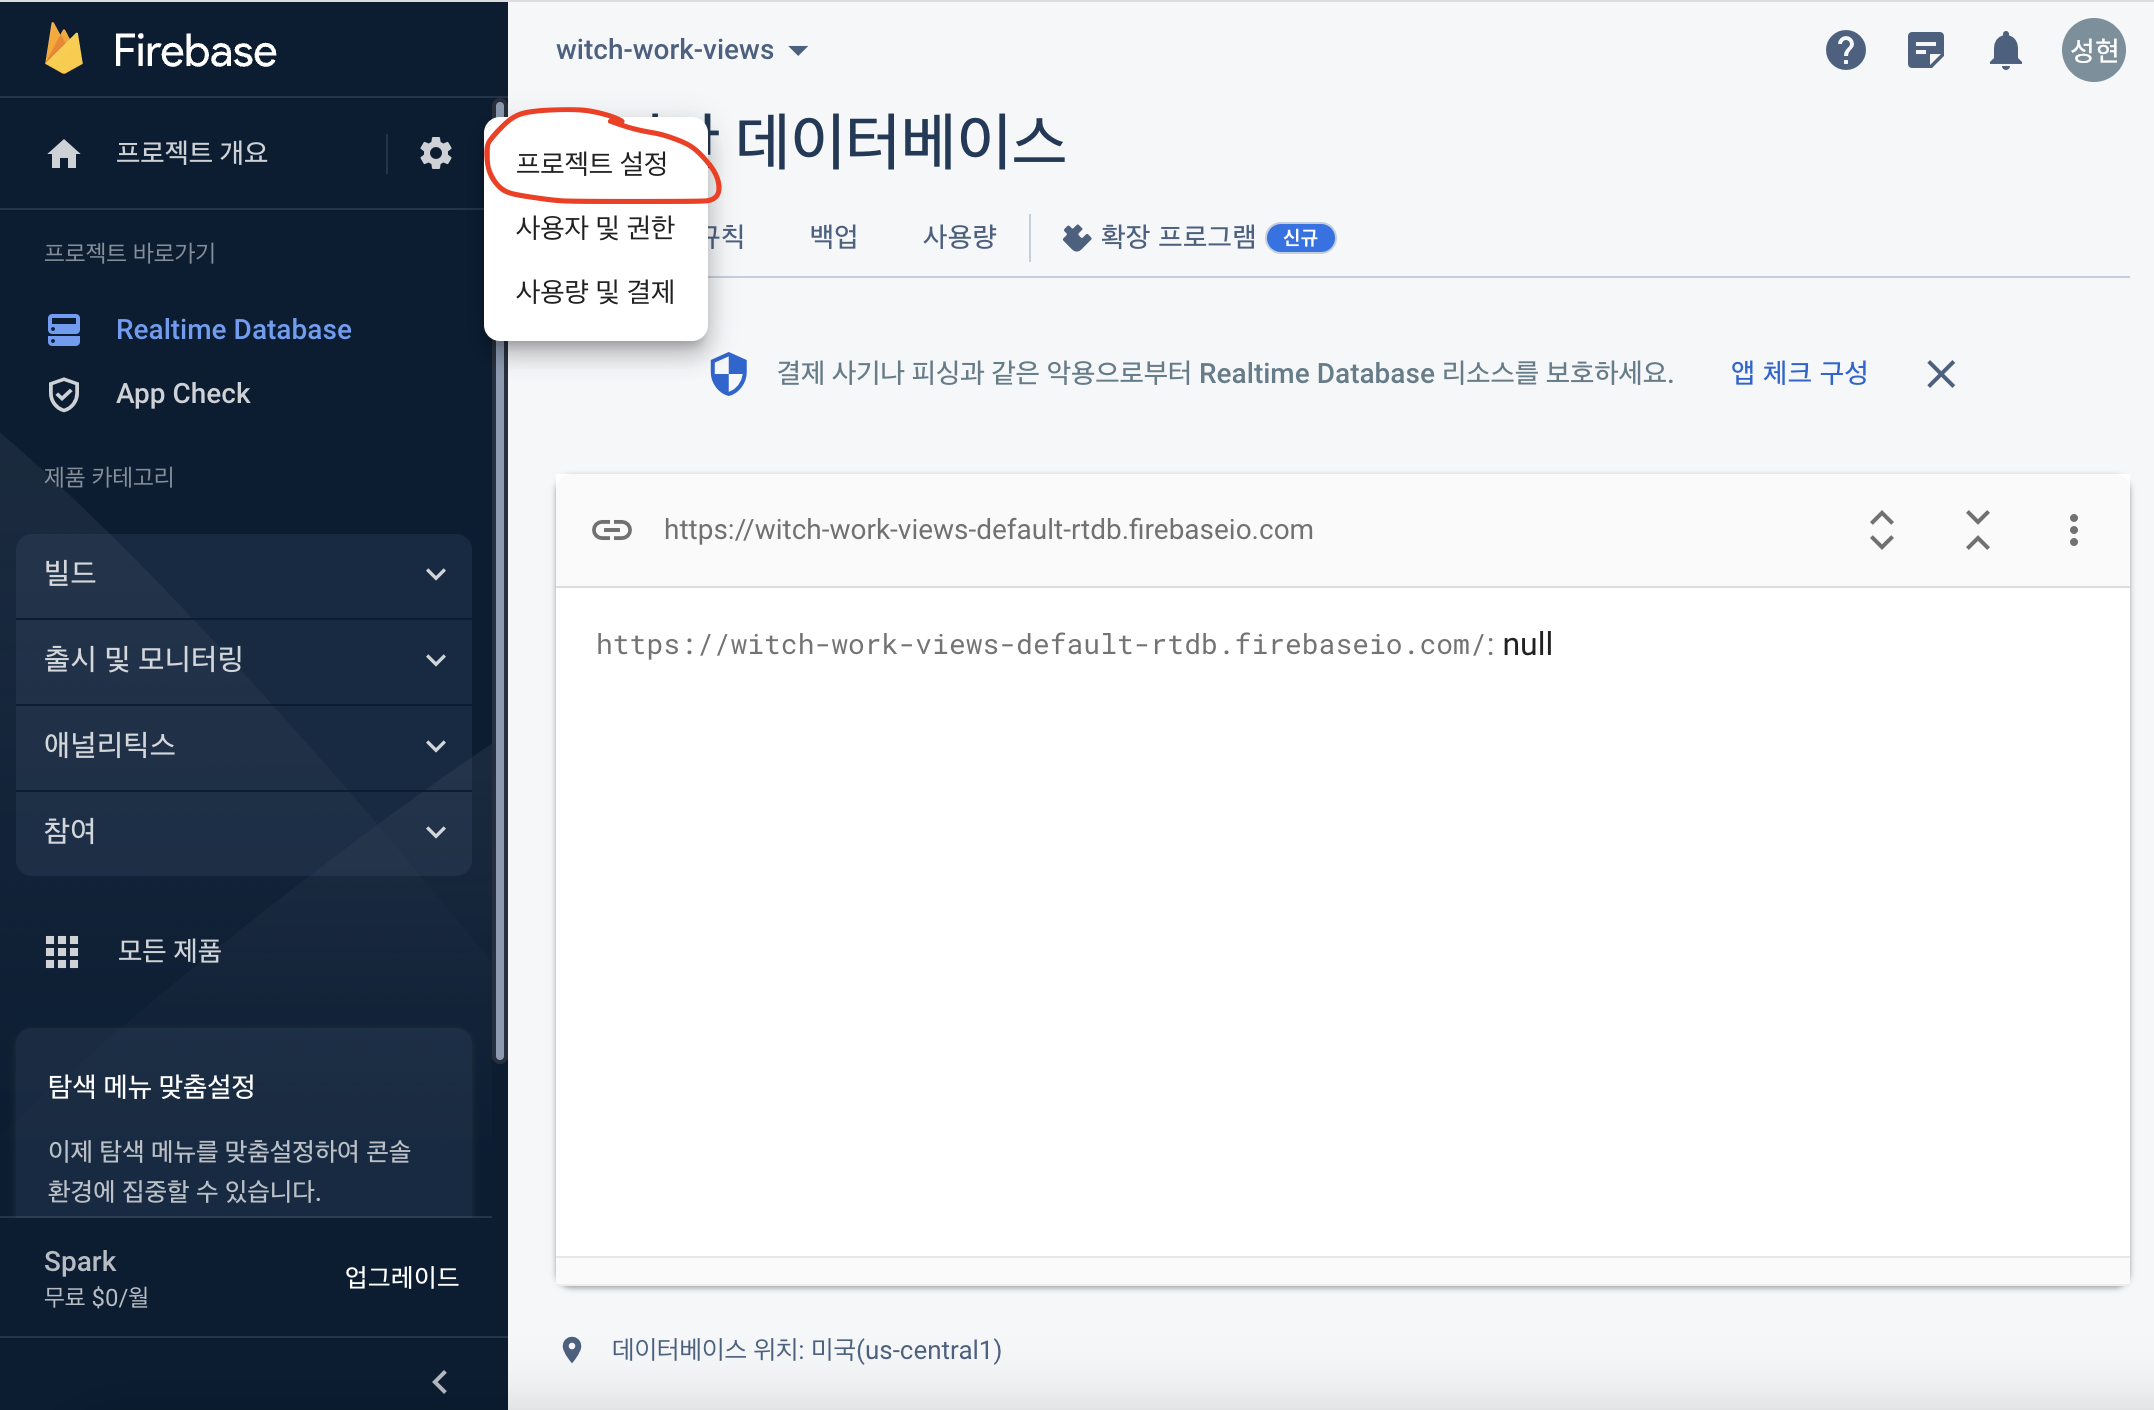 Firebase
프로젝트 개요
프로젝트 바로가기
Realtime Database
App Check
제품 카테고리
빌드
출시 및 모니터링
애널리틱스
참여
모든 제품
탐색 메뉴 맞춤설정
이제 탐색 메뉴를 맞춤설정하여 콘솔
환경에 집중할 수 있습니다.
Spark
무료 $0/월
업그레이드
프로젝트 설정
사용자 및 권한
사용량 및 결제
witch-work-views
성현
데이터베이스
규칙 백업 사용량 확장 프로그램 신규
결제 사기나 피싱과 같은 악용으로부터 Realtime Database 리소스를 보호하세요. 앱 체크 구성
https://witch-work-views-default-rtdb.firebaseio.com
https://witch-work-views-default-rtdb.firebaseio.com/: null
데이터베이스 위치: 미국(us-central1)